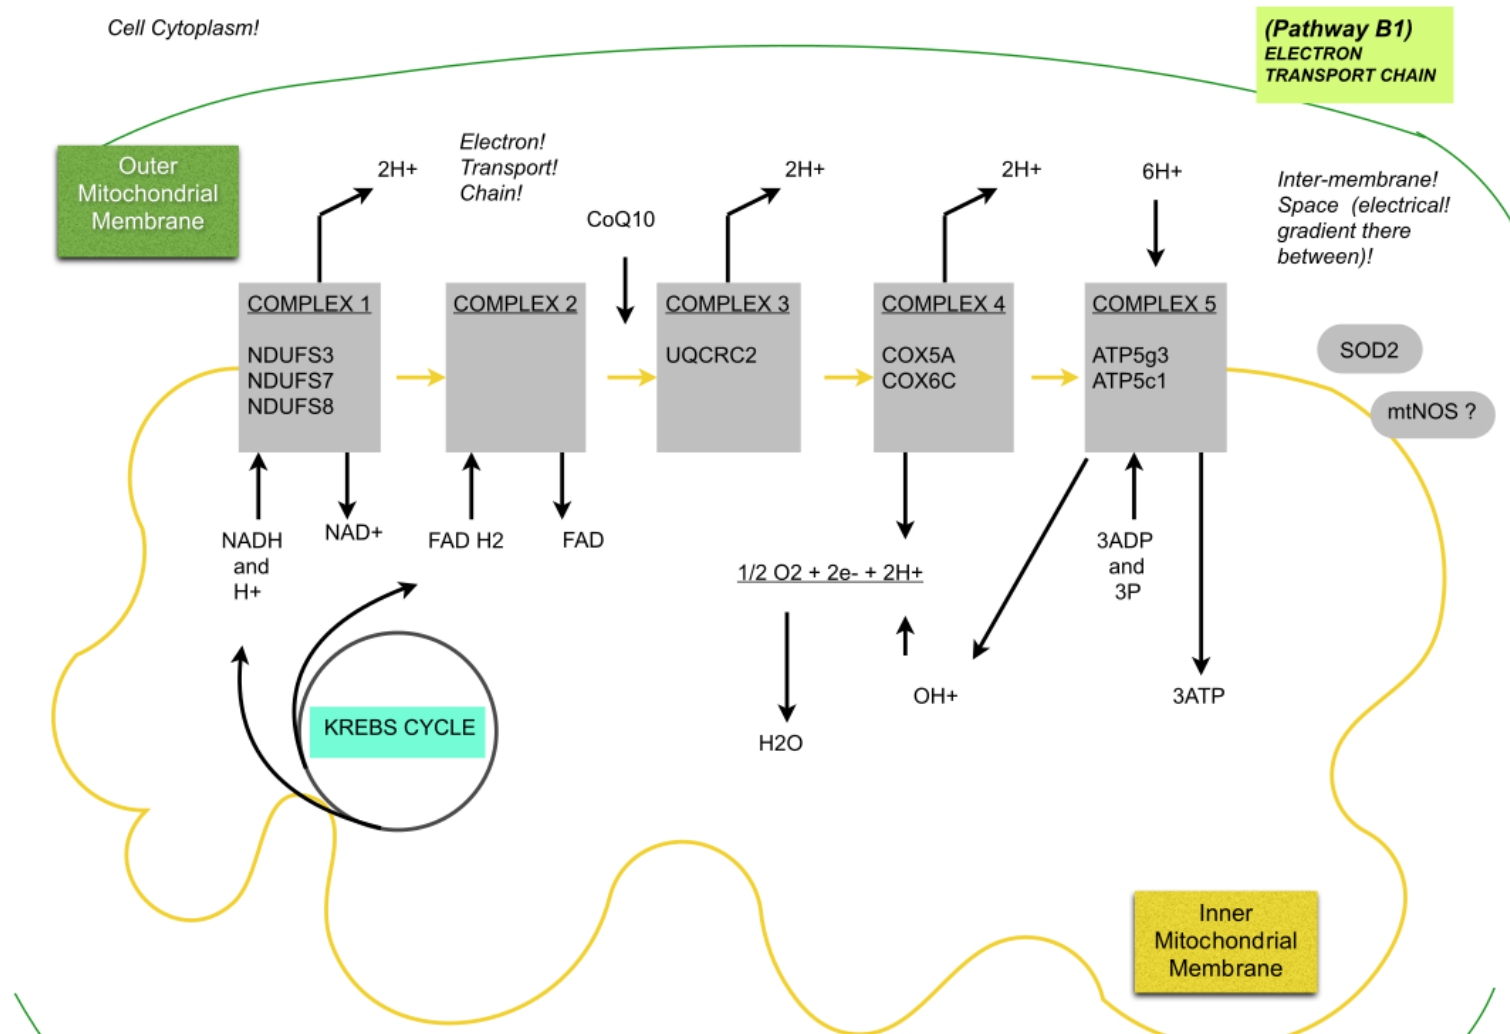 Cell Cytoplasm!
(Pathway B1)
ELECTRON
TRANSPORT CHAIN
Outer
Mitochondrial
Membrane
2H+
Electron!
Transport!
Chain!
CoQ10
2H+
2H+
6H+
Inter-membrane!
Space (electrical!
gradient there
between)!
COMPLEX 1
NDUFS3
NDUFS7
NDUFS8
COMPLEX 2
COMPLEX 3
UQCRC2
COMPLEX 4
COX5A
COX6C
COMPLEX 5
ATP5g3
ATP5c1
SOD2
mtNOS ?
NADH
and
H+
NAD+
FAD H2
FAD
1/2 O2 + 2e- + 2H+
3ADP
and
3P
OH+
3ATP
H2O
KREBS CYCLE
Inner
Mitochondrial
Membrane